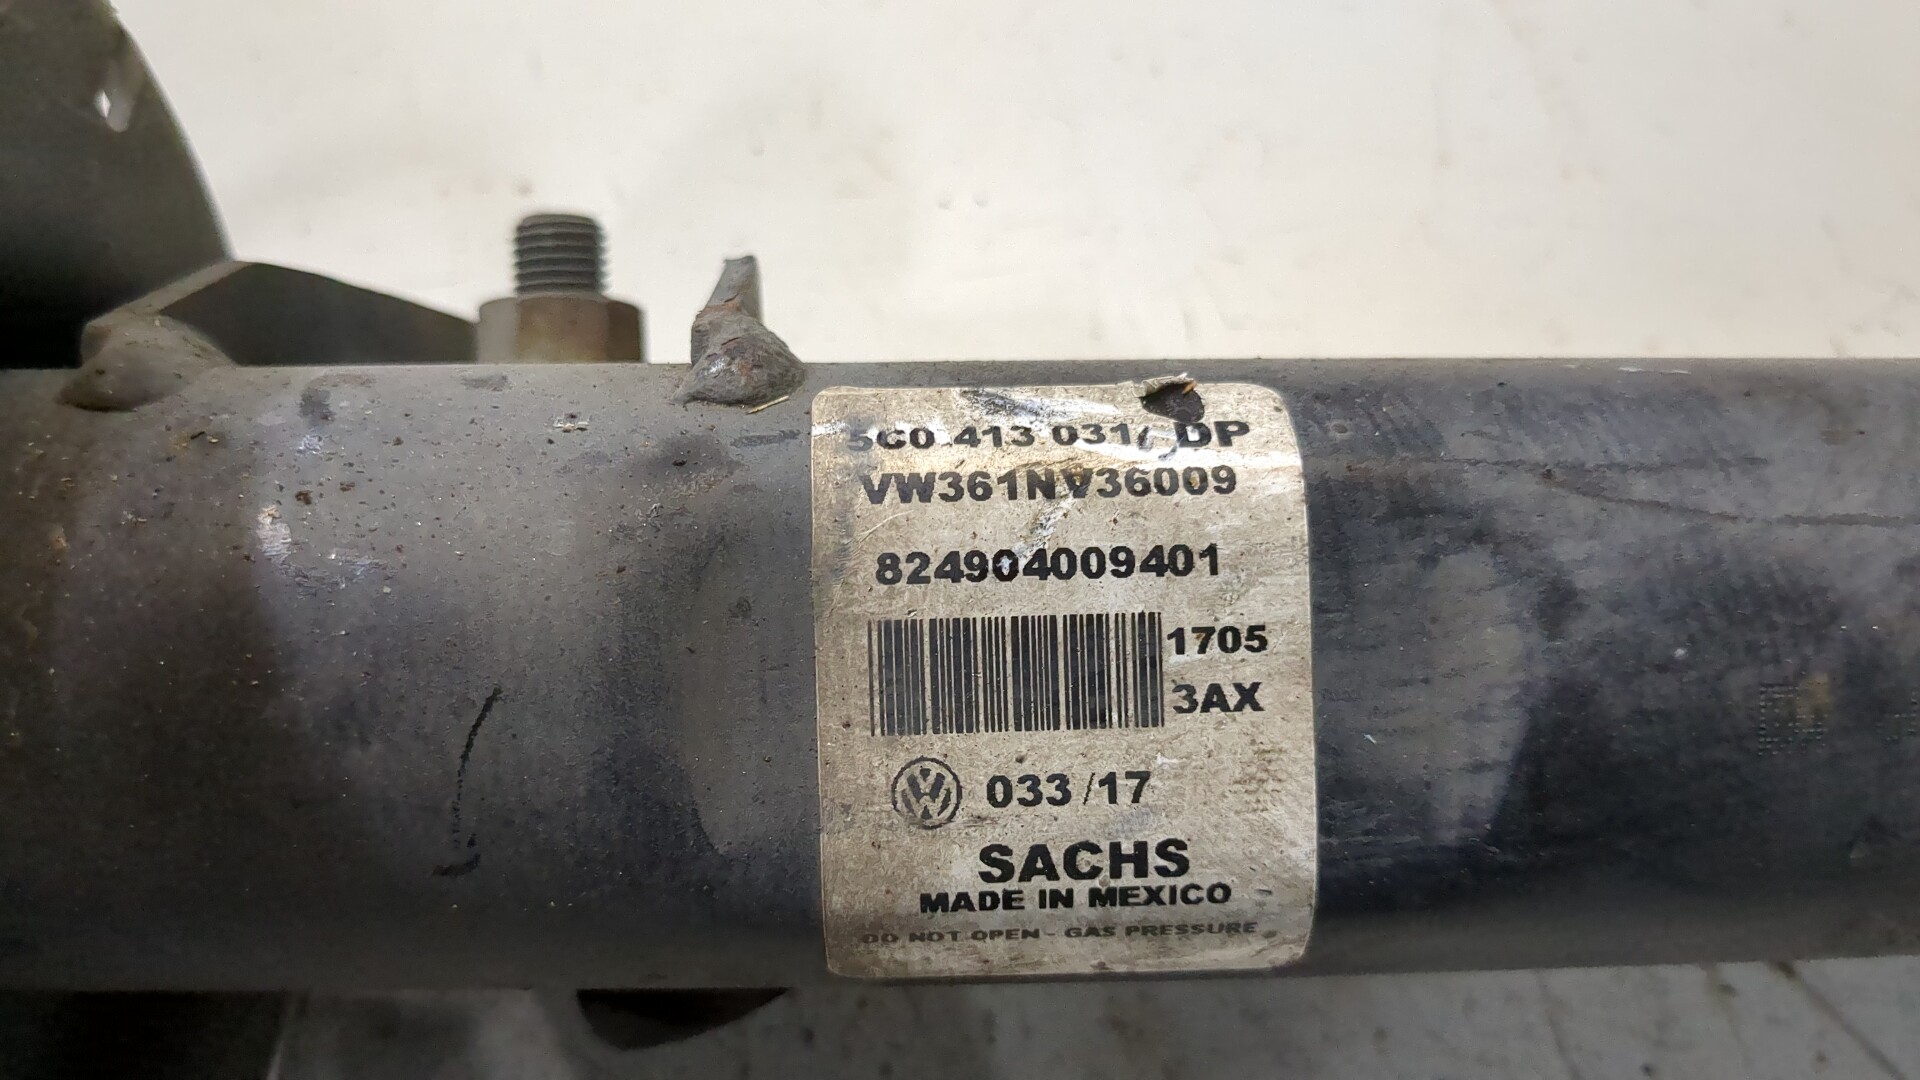 5C0 413 031/ DP
VW361NV36009
824904009401
1705
3AX
033/17
SACHS
MADE IN MEXICO
DO NOT OPEN - GAS PRESSURE